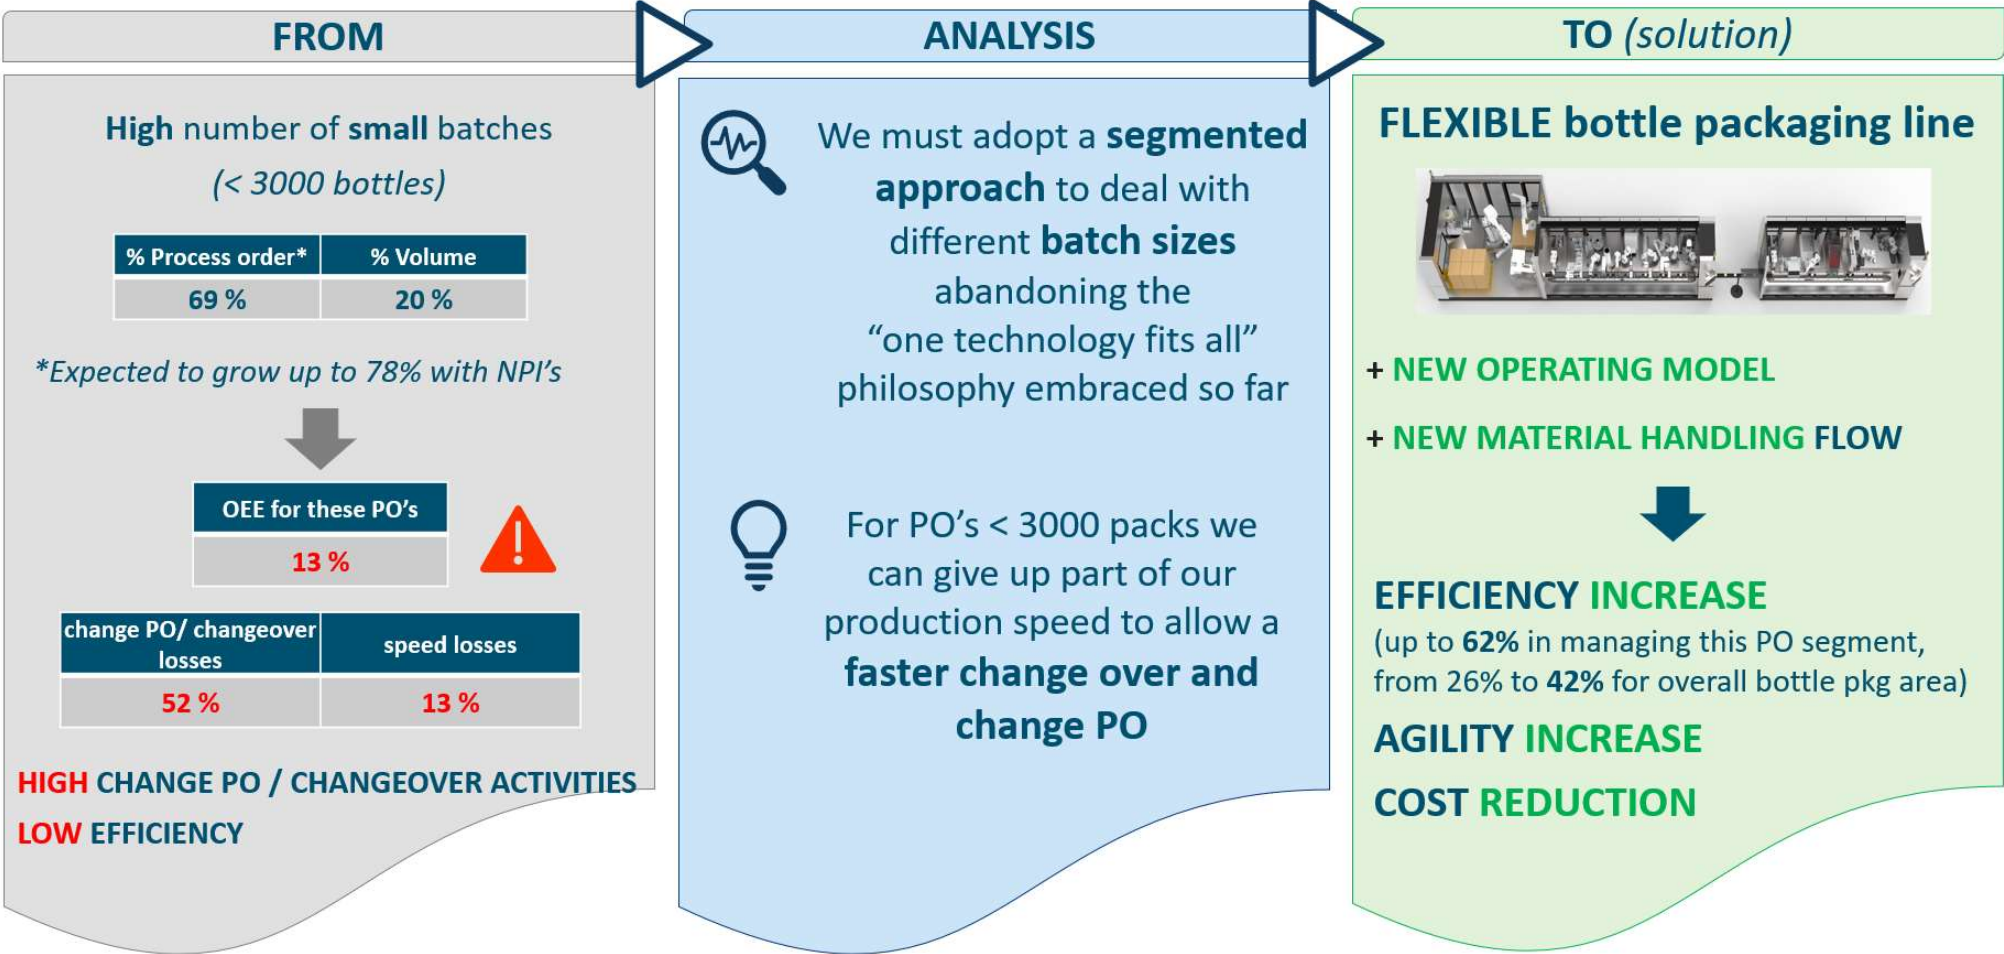 FROM
High number of small batches
(< 3000 bottles)
% Process order* % Volume
69 % 20 %
*Expected to grow up to 78% with NPI’s
OEE for these PO’s
13 %
change PO/ changeover
losses
speed losses
52 % 13 %
HIGH CHANGE PO / CHANGEOVER ACTIVITIES
LOW EFFICIENCY
ANALYSIS
We must adopt a segmented
approach to deal with
different batch sizes
abandoning the
“one technology fits all”
philosophy embraced so far
For PO’s < 3000 packs we
can give up part of our
production speed to allow a
faster change over and
change PO
TO (solution)
FLEXIBLE bottle packaging line
+ NEW OPERATING MODEL
+ NEW MATERIAL HANDLING FLOW
EFFICIENCY INCREASE
(up to 62% in managing this PO segment,
from 26% to 42% for overall bottle pkg area)
AGILITY INCREASE
COST REDUCTION